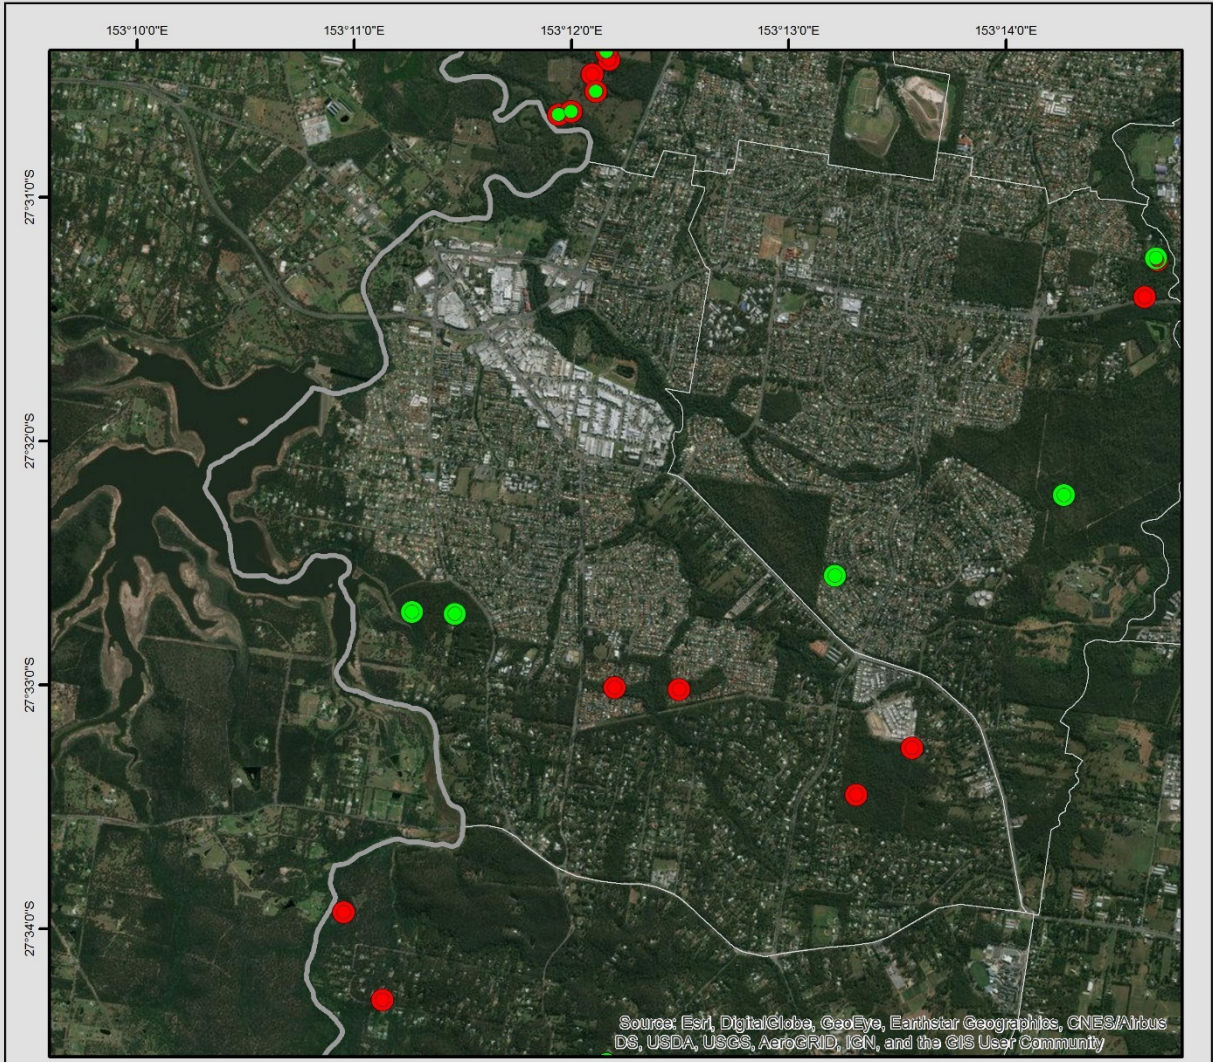 153°10'0"E 153°11'0"E 153°12'0"E 153°13'0"E 153°14'0"E
27°31'0"S
27°32'0"S
27°33'0"S
27°34'0"S
Source: Esri, DigitalGlobe, GeoEye, Earthstar Geographics, CNES/Airbus
DS, USDA, USGS, AeroGRID, IGN, and the GIS User Community